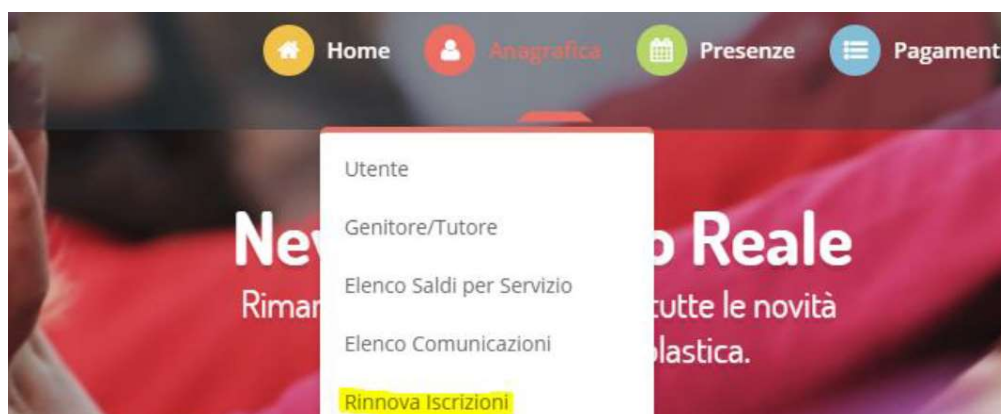 Home Anagrafica Presenze Pagament
Utente
Genitore/Tutore
Elenco Saldi per Servizio
Elenco Comunicazioni
Rinnova Iscrizioni
Ne o Reale
Rimar tutte le novità
lastica.